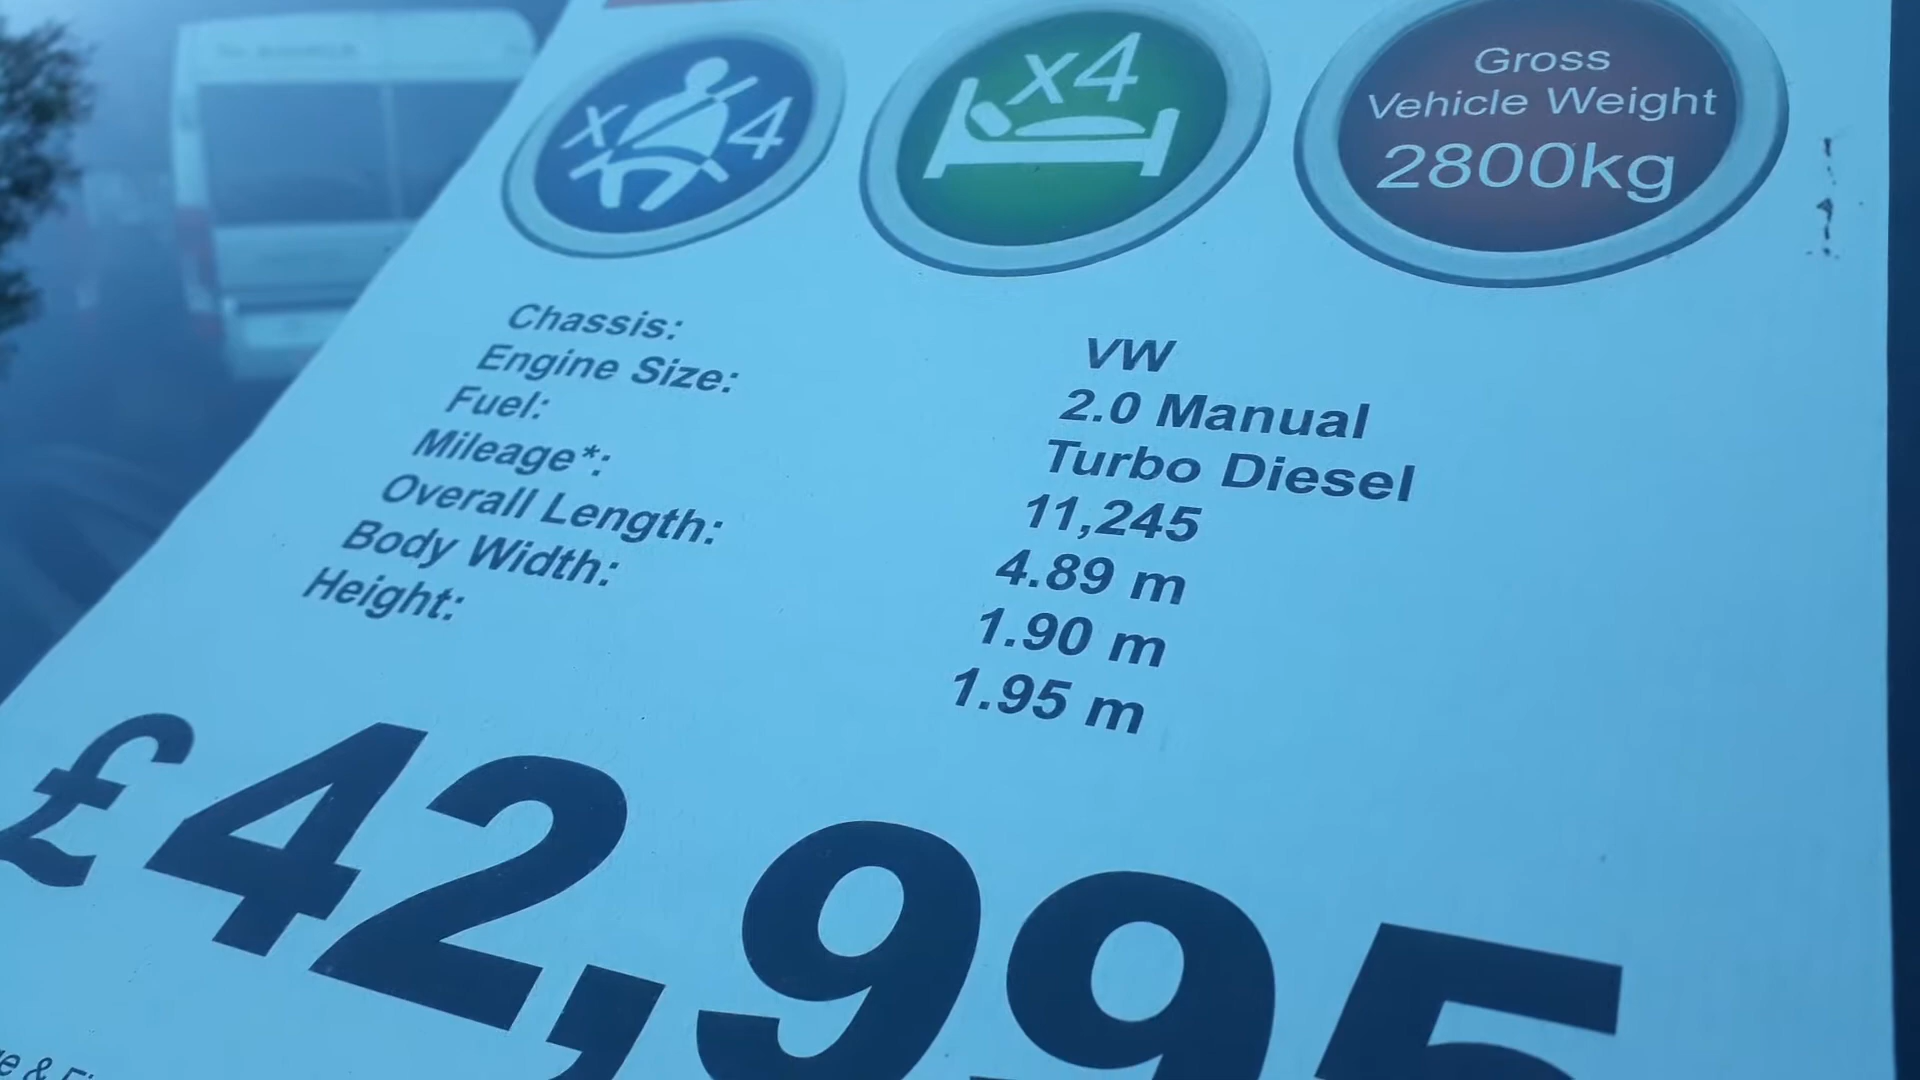 x 4
x4
Gross
Vehicle Weight
2800kg
Chassis: VW
Engine Size: 2.0 Manual
Fuel: Turbo Diesel
Mileage*: 11,245
Overall Length: 4.89 m
Body Width: 1.90 m
Height: 1.95 m
£42,995